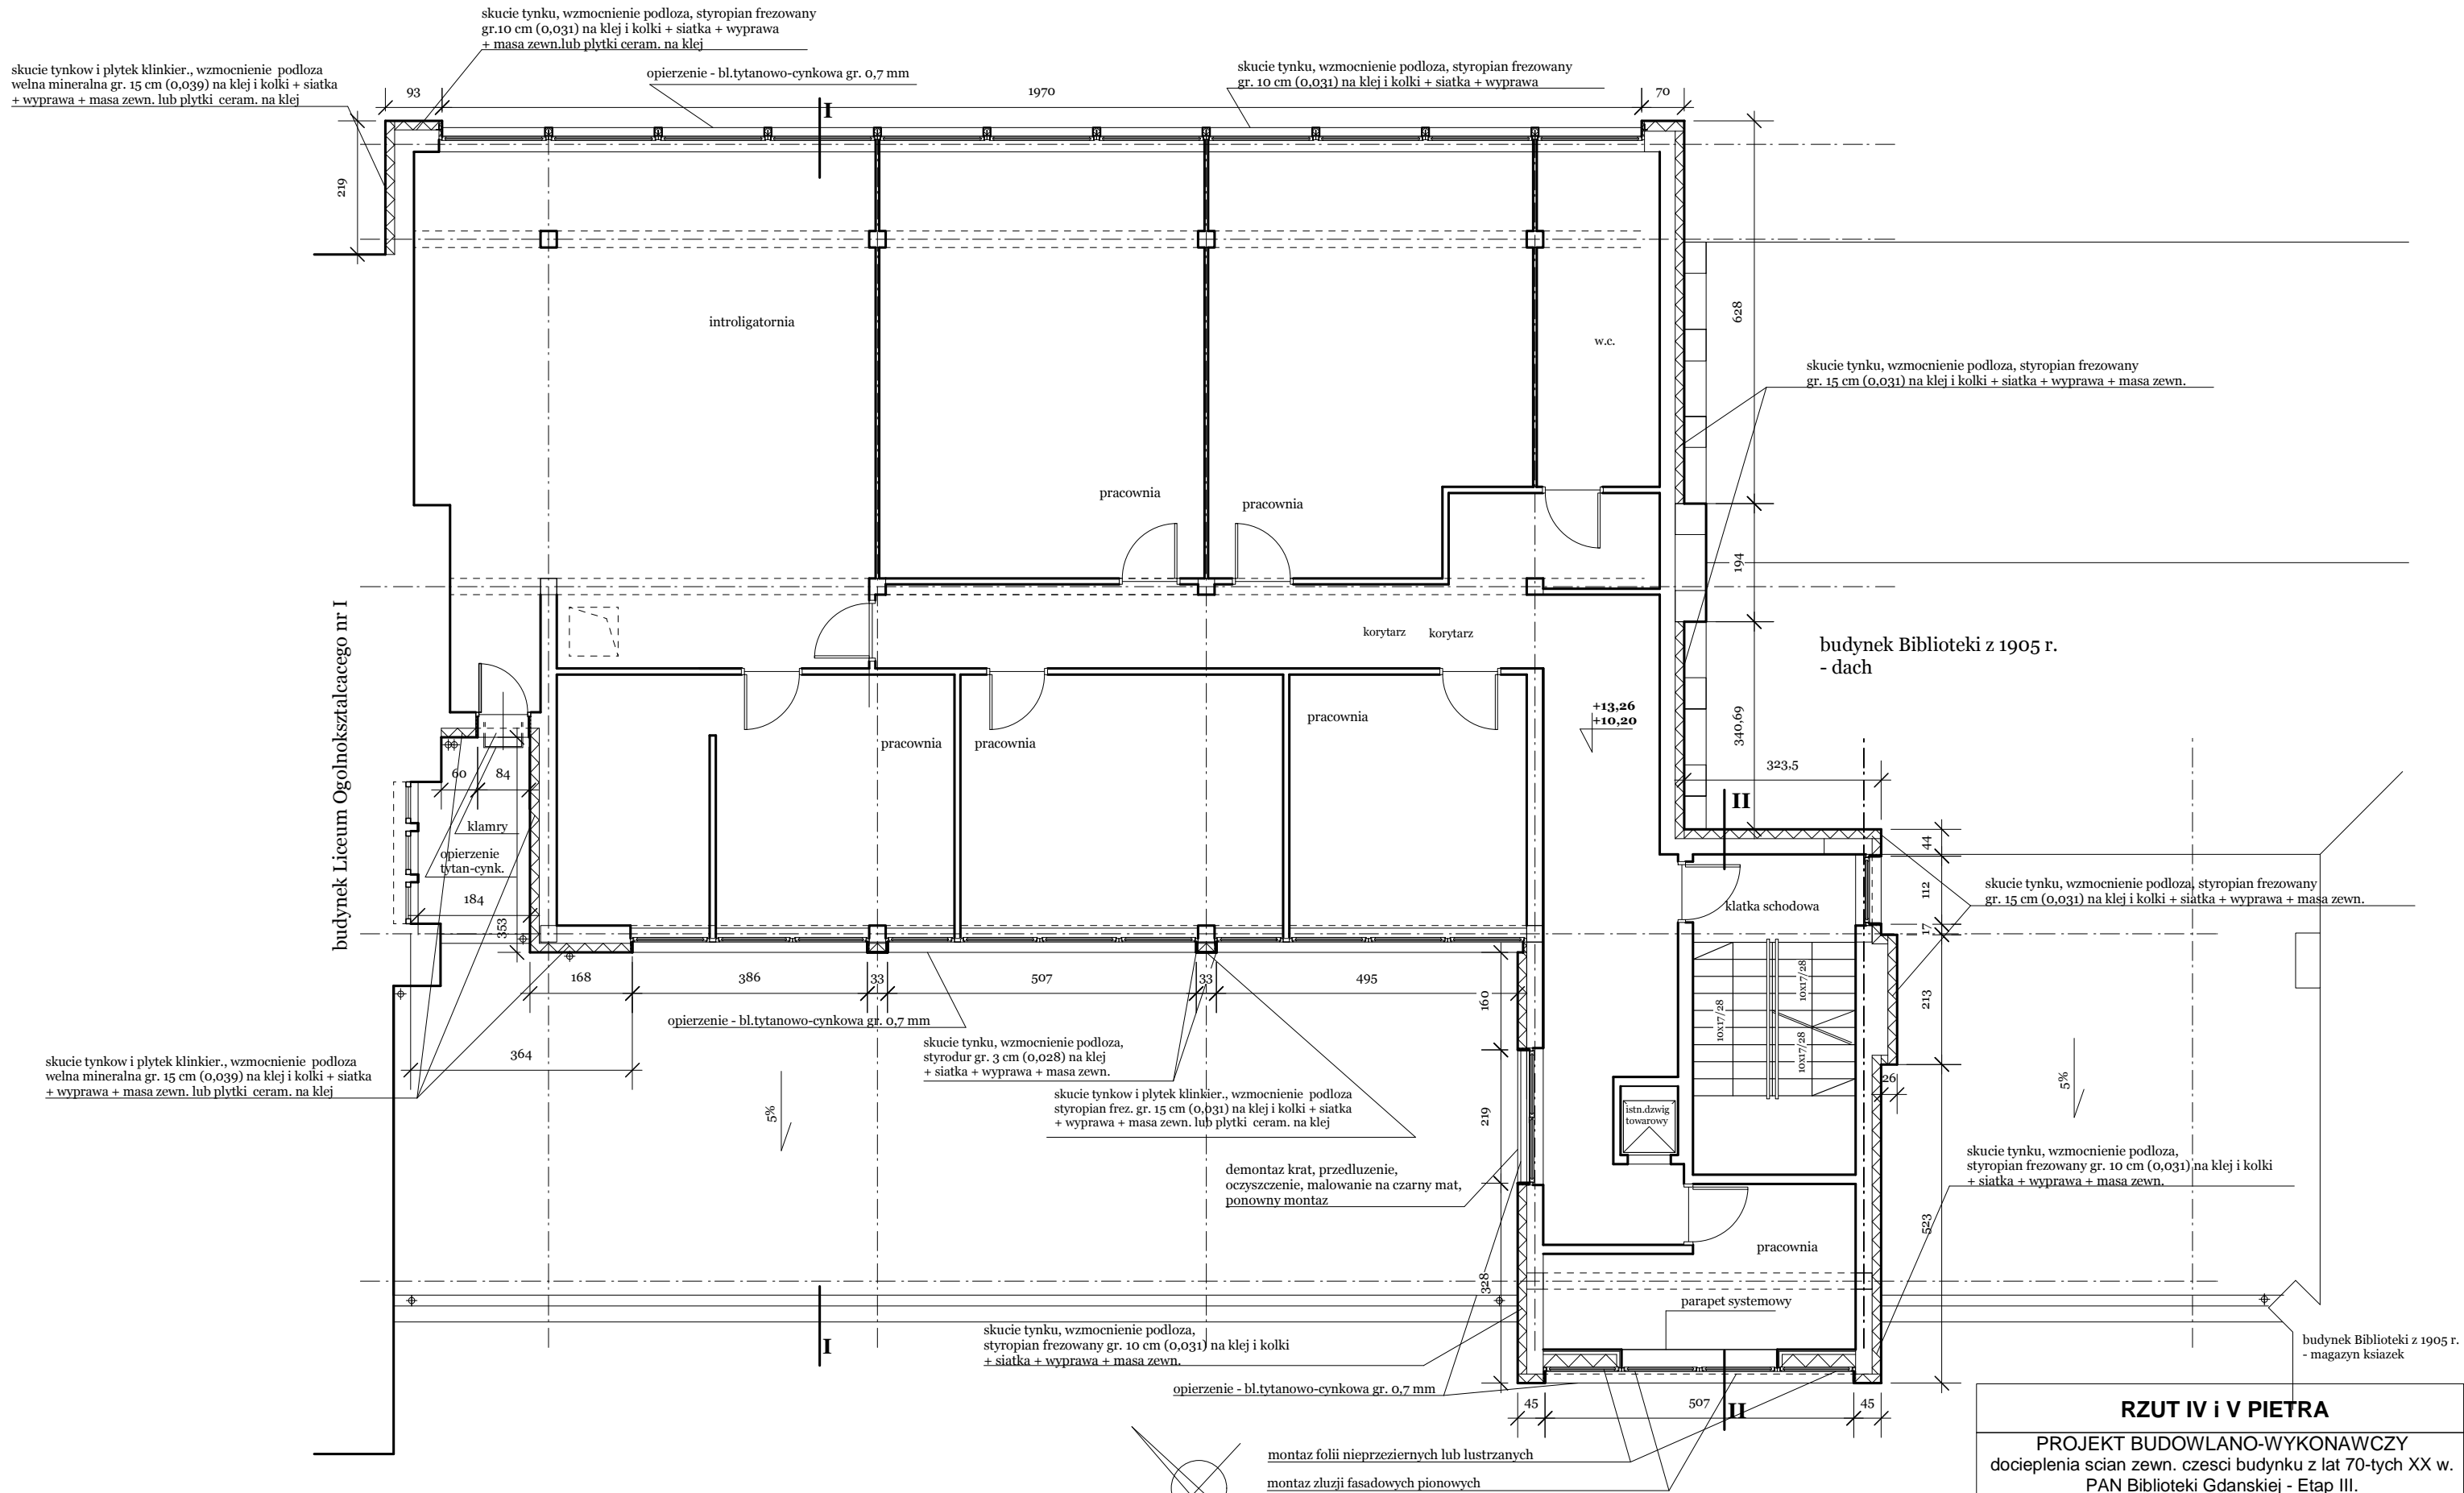 skucie tynku, wzmocnienie podloza, styropian frezowany
gr.10 cm (0,031) na klej i kolki + siatka + wyprawa
+ masa zewn.lub plytki ceram. na klej
skucie tynkow i plytek klinkier., wzmocnienie podloza
welna mineralna gr. 15 cm (0,039) na klej i kolki + siatka
+ wyprawa + masa zewn. lub plytki ceram. na klej
opierzenie - bl.tytanowo-cynkowa gr. 0,7 mm
skucie tynku, wzmocnienie podloza, styropian frezowany
gr. 10 cm (0,031) na klej i kolki + siatka + wyprawa
93
1970
70
I
219
introligatornia
628
w.c.
skucie tynku, wzmocnienie podloza, styropian frezowany
gr. 15 cm (0,031) na klej i kolki + siatka + wyprawa + masa zewn.
pracownia
pracownia
194
budynek Liceum Ogolnoksztalcacego nr I
korytarz
korytarz
budynek Biblioteki z 1905 r.
- dach
+13,26
+10,20
340,69
pracownia
pracownia
pracownia
323,5
60
84
II
klamry
44
opierzenie
tytan-cynk.
112
skucie tynku, wzmocnienie podloza, styropian frezowany
gr. 15 cm (0,031) na klej i kolki + siatka + wyprawa + masa zewn.
184
353
klatka schodowa
17
168
386
33
507
33
495
160
10x17/28
10x17/28
10x17/28
213
opierzenie - bl.tytanowo-cynkowa gr. 0,7 mm
364
skucie tynku, wzmocnienie podloza,
styrodur gr. 3 cm (0,028) na klej
+ siatka + wyprawa + masa zewn.
skucie tynkow i plytek klinkier., wzmocnienie podloza
welna mineralna gr. 15 cm (0,039) na klej i kolki + siatka
+ wyprawa + masa zewn. lub plytki ceram. na klej
5%
26
5%
skucie tynkow i plytek klinkier., wzmocnienie podloza
styropian frez. gr. 15 cm (0,031) na klej i kolki + siatka
+ wyprawa + masa zewn. lub plytki ceram. na klej
219
istn.dzwig
towarowy
demontaz krat, przedluzenie,
oczyszczenie, malowanie na czarny mat,
ponowny montaz
skucie tynku, wzmocnienie podloza,
styropian frezowany gr. 10 cm (0,031) na klej i kolki
+ siatka + wyprawa + masa zewn.
523
pracownia
328
parapet systemowy
skucie tynku, wzmocnienie podloza,
styropian frezowany gr. 10 cm (0,031) na klej i kolki
+ siatka + wyprawa + masa zewn.
I
budynek Biblioteki z 1905 r.
- magazyn ksiazek
opierzenie - bl.tytanowo-cynkowa gr. 0,7 mm
45
507
II
45
montaz folii nieprzeziernych lub lustrzanych
montaz zluzji fasadowych pionowych
RZUT IV i V PIETRA
PROJEKT BUDOWLANO-WYKONAWCZY
docieplenia scian zewn. czesci budynku z lat 70-tych XX w.
PAN Biblioteki Gdanskiej - Etap III.